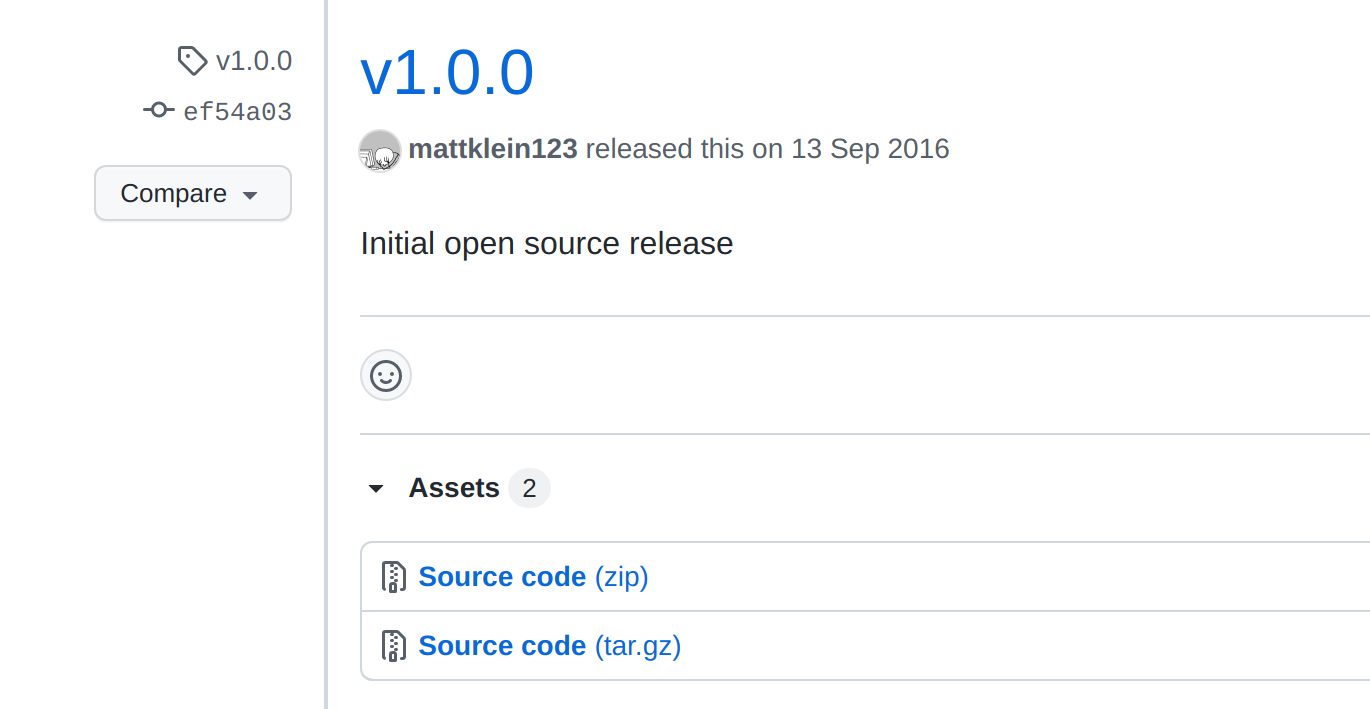 v1.0.0
ef54a03
Compare
v1.0.0
mattklein123 released this on 13 Sep 2016
Initial open source release
Assets 2
Source code (zip)
Source code (tar.gz)